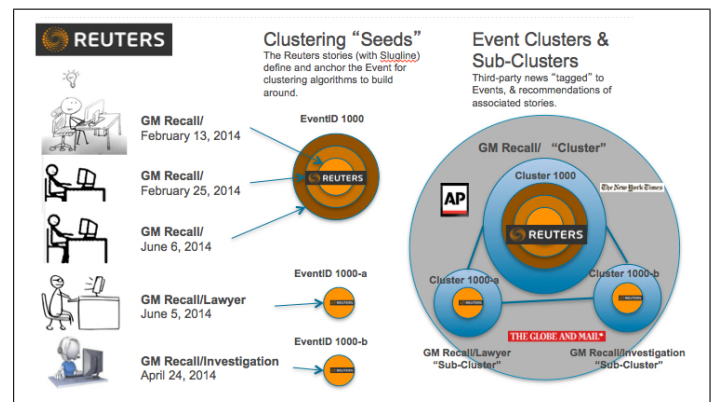 REUTERS
Clustering “Seeds”
The Reuters stories (with Slugline)
define and anchor the Event for
clustering algorithms to build
around.
Event Clusters &
Sub-Clusters
Third-party news “tagged” to
Events, & recommendations of
associated stories.
GM Recall/
February 13, 2014
GM Recall/
February 25, 2014
GM Recall/
June 6, 2014
GM Recall/Lawyer
June 5, 2014
GM Recall/Investigation
April 24, 2014
EventID 1000
REUTERS
EventID 1000-a
REUTERS
EventID 1000-b
REUTERS
GM Recall/ “Cluster”
Cluster 1000
AP
The New York Times
REUTERS
Cluster 1000-a
Cluster 1000-b
REUTERS
REUTERS
THE GLOBE AND MAIL*
GM Recall/Lawyer
“Sub-Cluster”
GM Recall/Investigation
“Sub-Cluster”